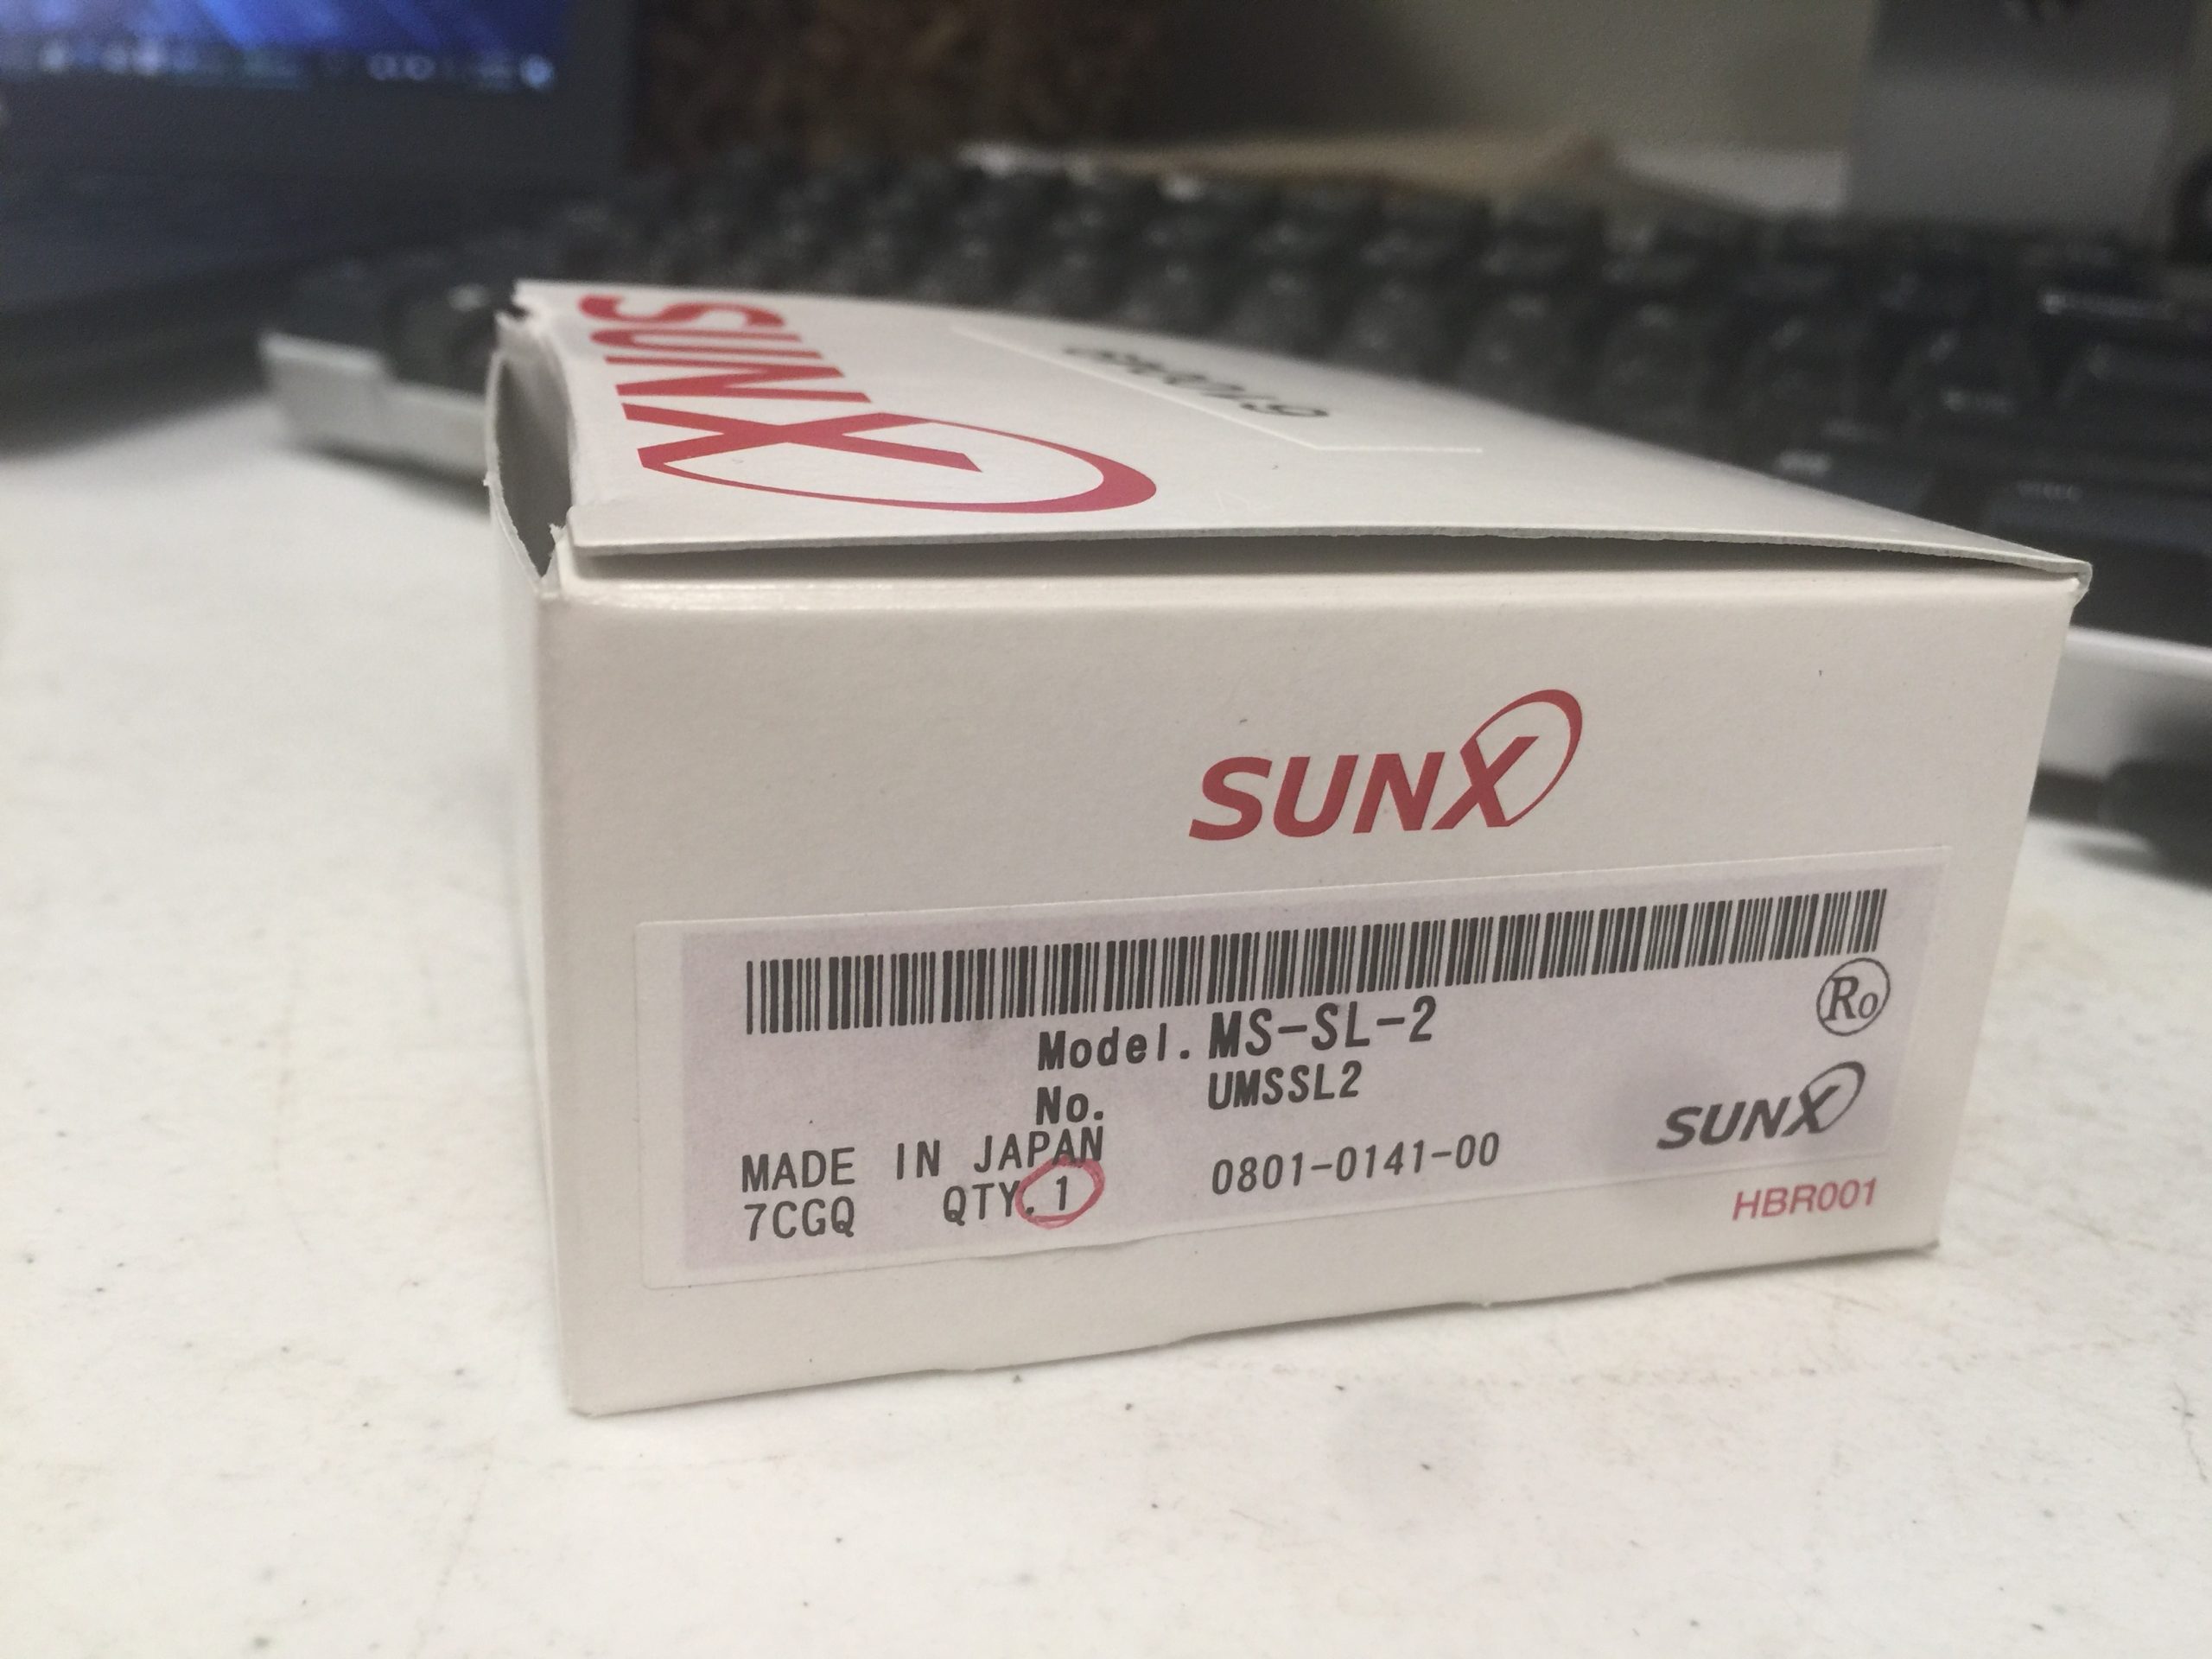 SUNX
SUNX
Model. MS-SL-2
Ro
No. UMSSL2
MADE IN JAPAN
SUNX
7CGQ QTY. 1 0801-0141-00
HBR001